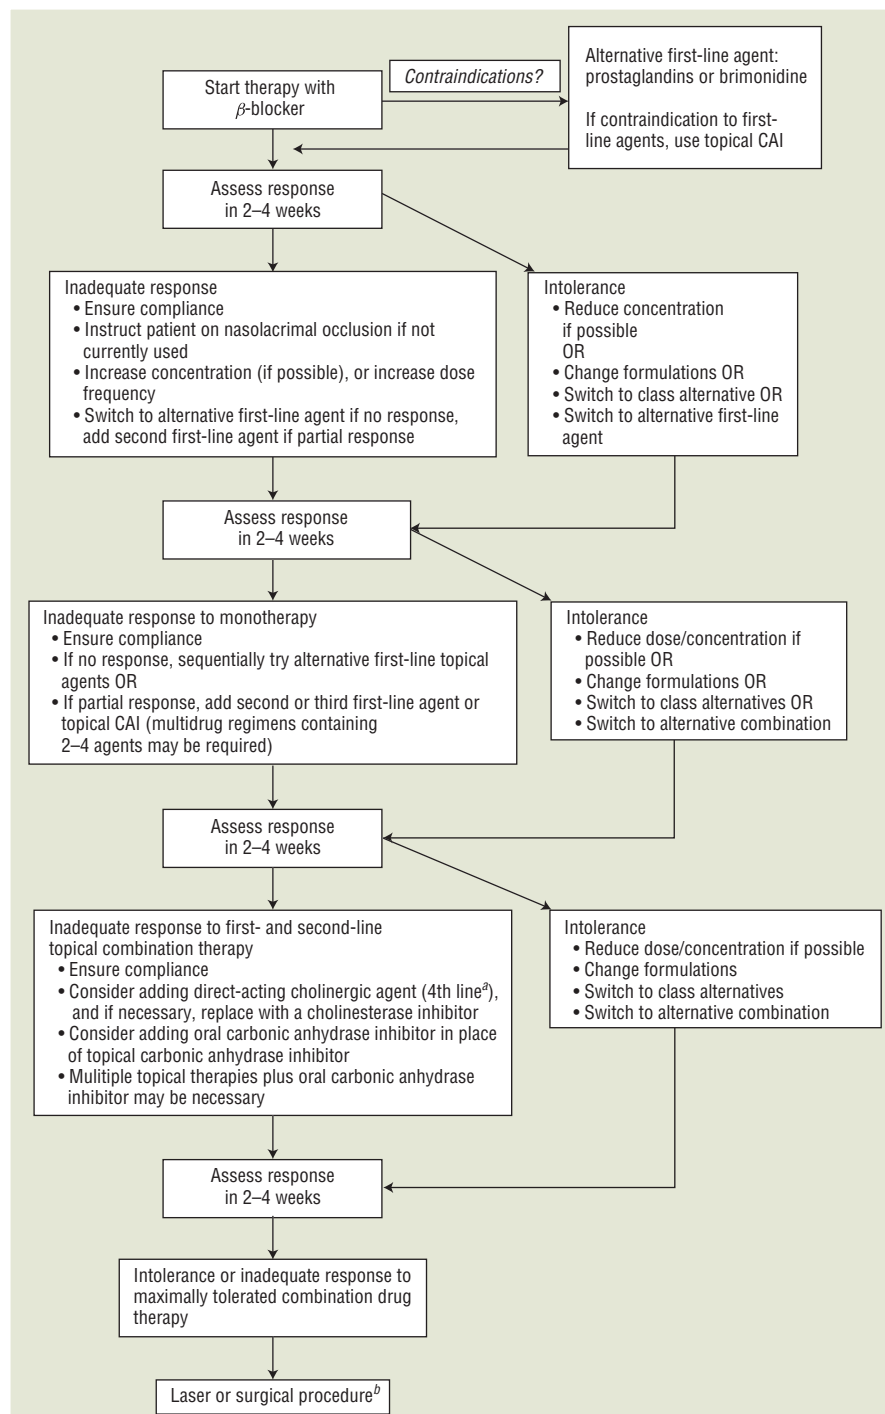 Start therapy with
β-blocker
Contraindications?
Alternative first-line agent:
prostaglandins or brimonidine
If contraindication to first-
line agents, use topical CAI
Assess response
in 2–4 weeks
Inadequate response
• Ensure compliance
• Instruct patient on nasolacrimal occlusion if not
currently used
• Increase concentration (if possible), or increase dose
frequency
• Switch to alternative first-line agent if no response,
add second first-line agent if partial response
Intolerance
• Reduce concentration
if possible
OR
• Change formulations OR
• Switch to class alternative OR
• Switch to alternative first-line
agent
Assess response
in 2–4 weeks
Inadequate response to monotherapy
• Ensure compliance
• If no response, sequentially try alternative first-line topical
agents OR
• If partial response, add second or third first-line agent or
topical CAI (multidrug regimens containing
2–4 agents may be required)
Intolerance
• Reduce dose/concentration if
possible OR
• Change formulations OR
• Switch to class alternatives OR
• Switch to alternative combination
Assess response
in 2–4 weeks
Inadequate response to first- and second-line
topical combination therapy
• Ensure compliance
• Consider adding direct-acting cholinergic agent (4th lineᵃ),
and if necessary, replace with a cholinesterase inhibitor
• Consider adding oral carbonic anhydrase inhibitor in place
of topical carbonic anhydrase inhibitor
• Mulitiple topical therapies plus oral carbonic anhydrase
inhibitor may be necessary
Intolerance
• Reduce dose/concentration if possible
• Change formulations
• Switch to class alternatives
• Switch to alternative combination
Assess response
in 2–4 weeks
Intolerance or inadequate response to
maximally tolerated combination drug
therapy
Laser or surgical procedureᵇ